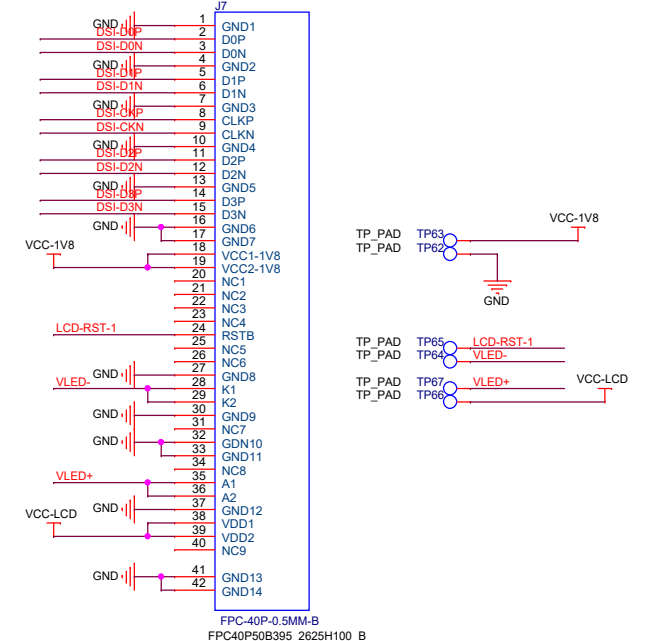 J7
GND 1 GND1
DSI-D0P 2 D0P
DSI-D0N 3 D0N
GND 4 GND2
DSI-D1P 5 D1P
DSI-D1N 6 D1N
GND 7 GND3
DSI-CKP 8 CLKP
DSI-CKN 9 CLKN
10 GND4
DSI-D2P 11 D2P
DSI-D2N 12 D2N
GND 13 GND5
DSI-D3P 14 D3P
DSI-D3N 15 D3N
GND 16 GND6
17 GND7
VCC-1V8 18 VCC1-1V8
19 VCC2-1V8
20 NC1
21 NC2
22 NC3
23 NC4
LCD-RST-1 24 RSTB
25 NC5
26 NC6
GND 27 GND8
VLED- 28 K1
29 K2
GND 30 GND9
31 NC7
GND 32 GDN10
33 GND11
34 NC8
VLED+ 35 A1
36 A2
GND 37 GND12
VCC-LCD 38 VDD1
39 VDD2
40 NC9
GND 41 GND13
42 GND14
FPC-40P-0.5MM-B
FPC40P50B395_2625H100_B
VCC-1V8
TP_PAD TP63
TP_PAD TP62
GND
TP_PAD TP65 LCD-RST-1
TP_PAD TP64 VLED-
TP_PAD TP67 VLED+ VCC-LCD
TP_PAD TP66